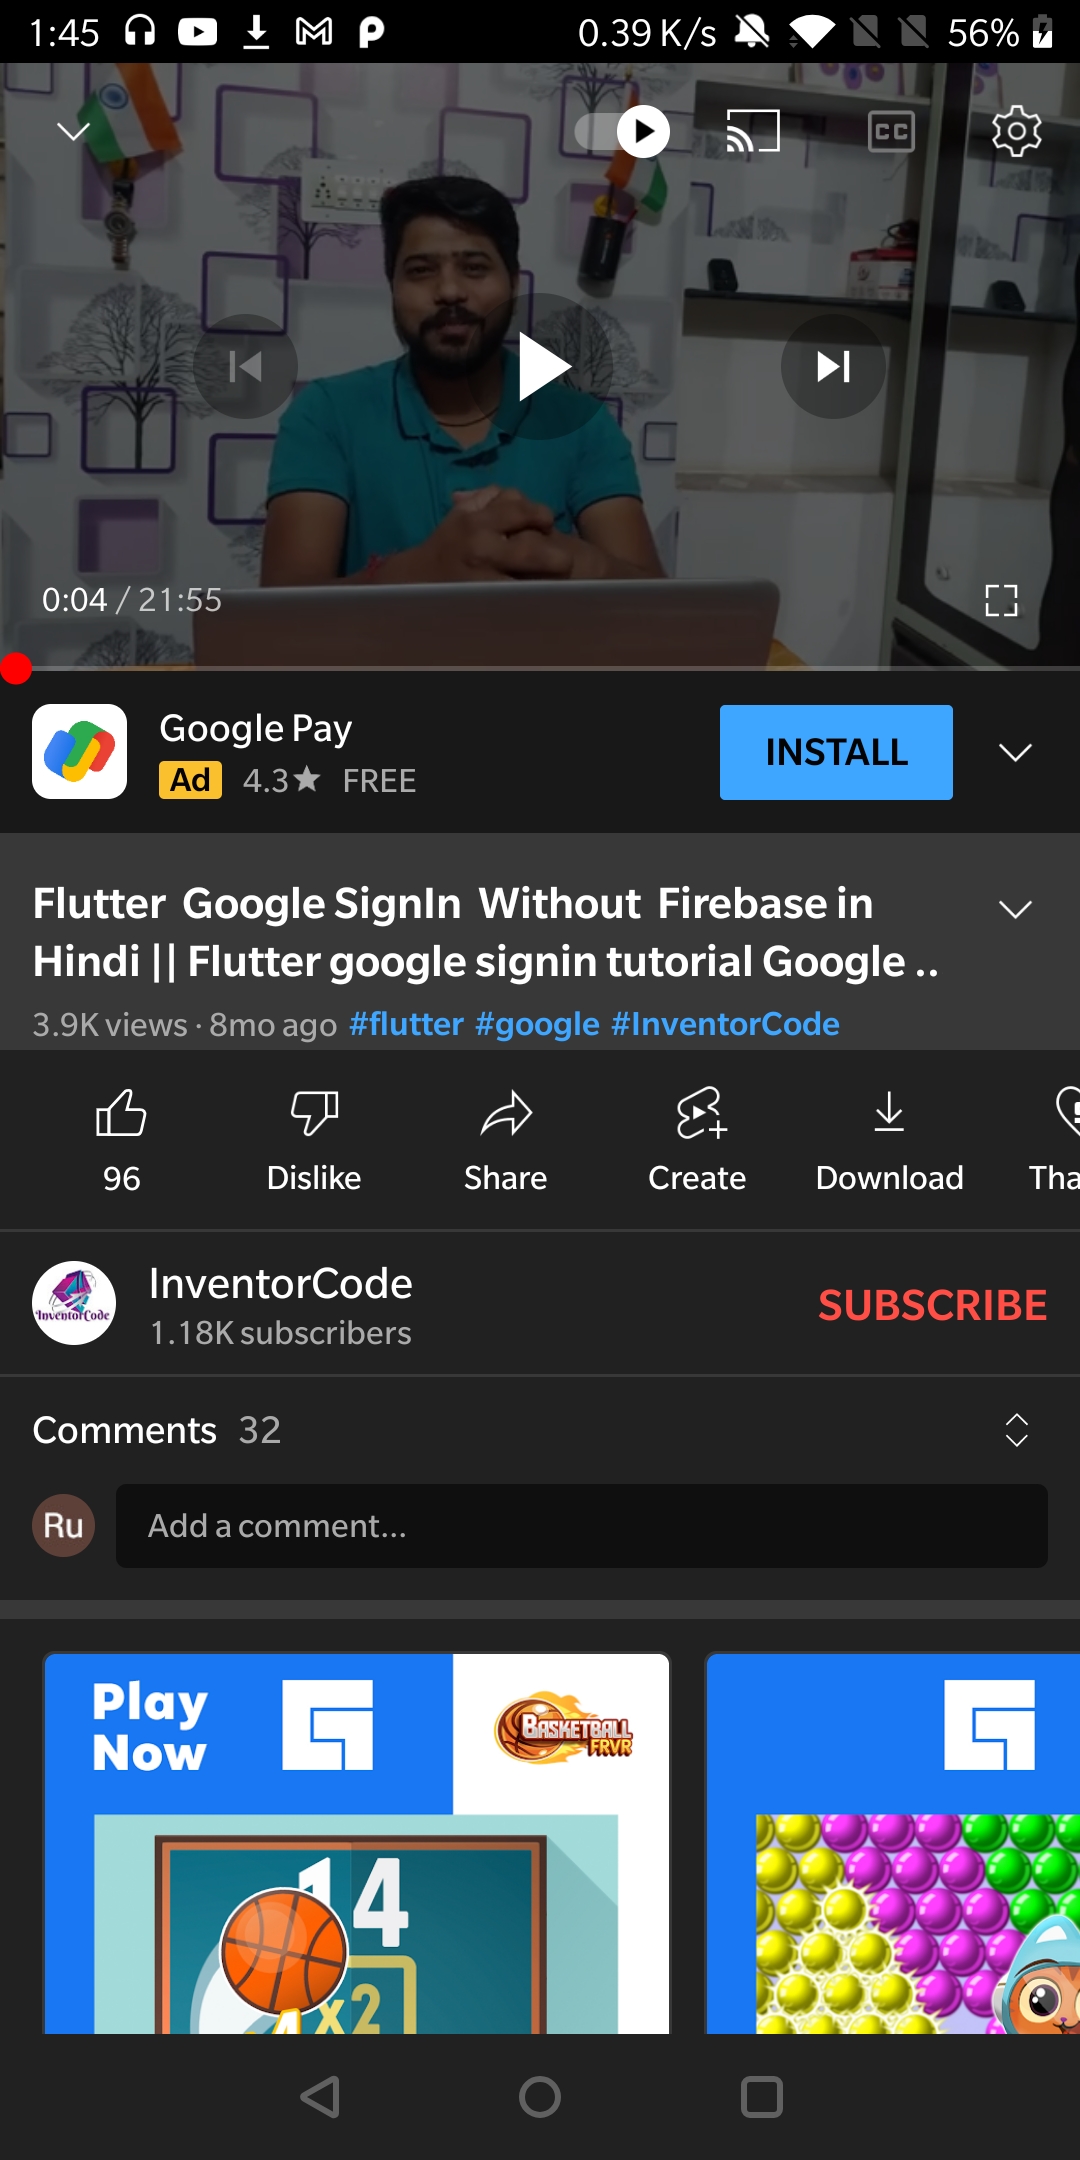 1:45 0.39 K/s 56%
CC
0:04 / 21:55
Google Pay
Ad 4.3★ FREE
INSTALL
Flutter Google SignIn Without Firebase in
Hindi || Flutter google signin tutorial Google ..
3.9K views · 8mo ago #flutter #google #InventorCode
96 Dislike Share Create Download Tha
InventorCode
InventorCode
1.18K subscribers
SUBSCRIBE
Comments 32
Ru Add a comment...
Play
Now
BASKETBALL
FRVR
14
x2